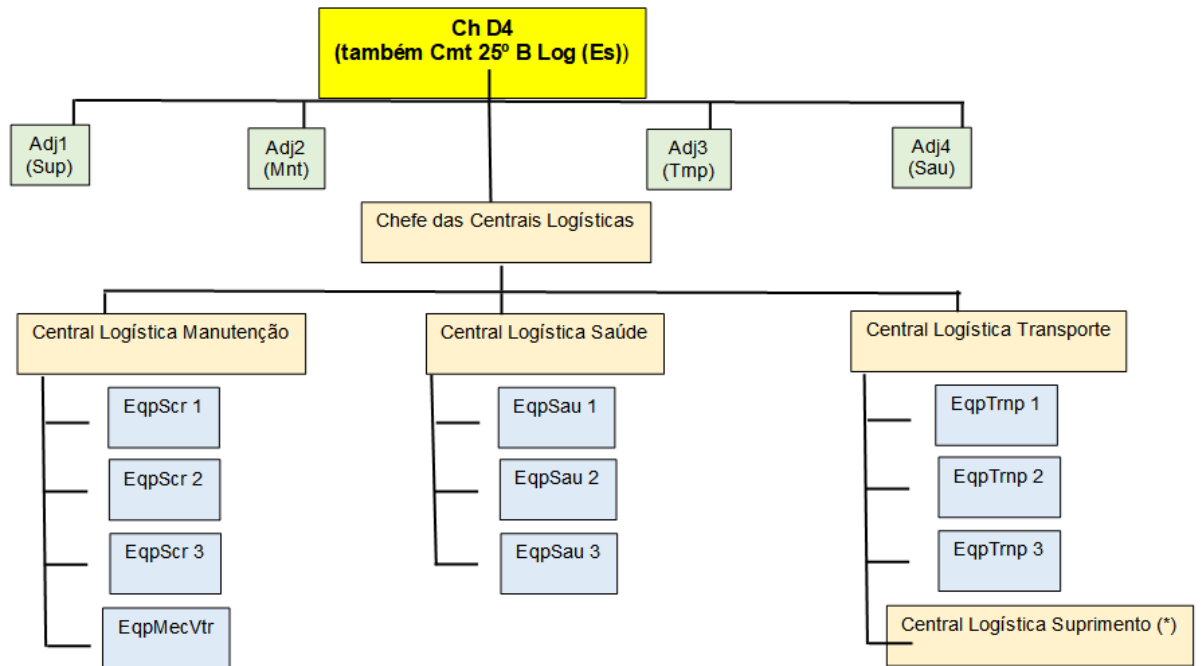 Ch D4
(também Cmt 25º B Log (Es))
Adj1
(Sup)
Adj2
(Mnt)
Adj3
(Trnp)
Adj4
(Sau)
Chefe das Centrais Logísticas
Central Logística Manutenção
Central Logística Saúde
Central Logística Transporte
EqpScr 1
EqpScr 2
EqpScr 3
EqpMecVtr
EqpSau 1
EqpSau 2
EqpSau 3
EqpTrnp 1
EqpTrnp 2
EqpTrnp 3
Central Logística Suprimento (*)